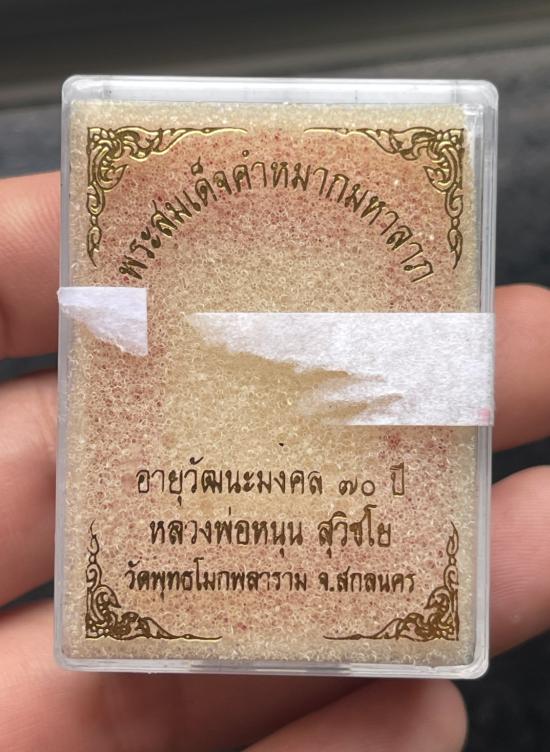 พระสมเด็จคำหมากมหาลาภ
อายุวัฒนะมงคล ๗๐ ปี
หลวงพ่อหนุน สุวิชโย
วัดพุทธโมกพลาราม จ.สกลนคร